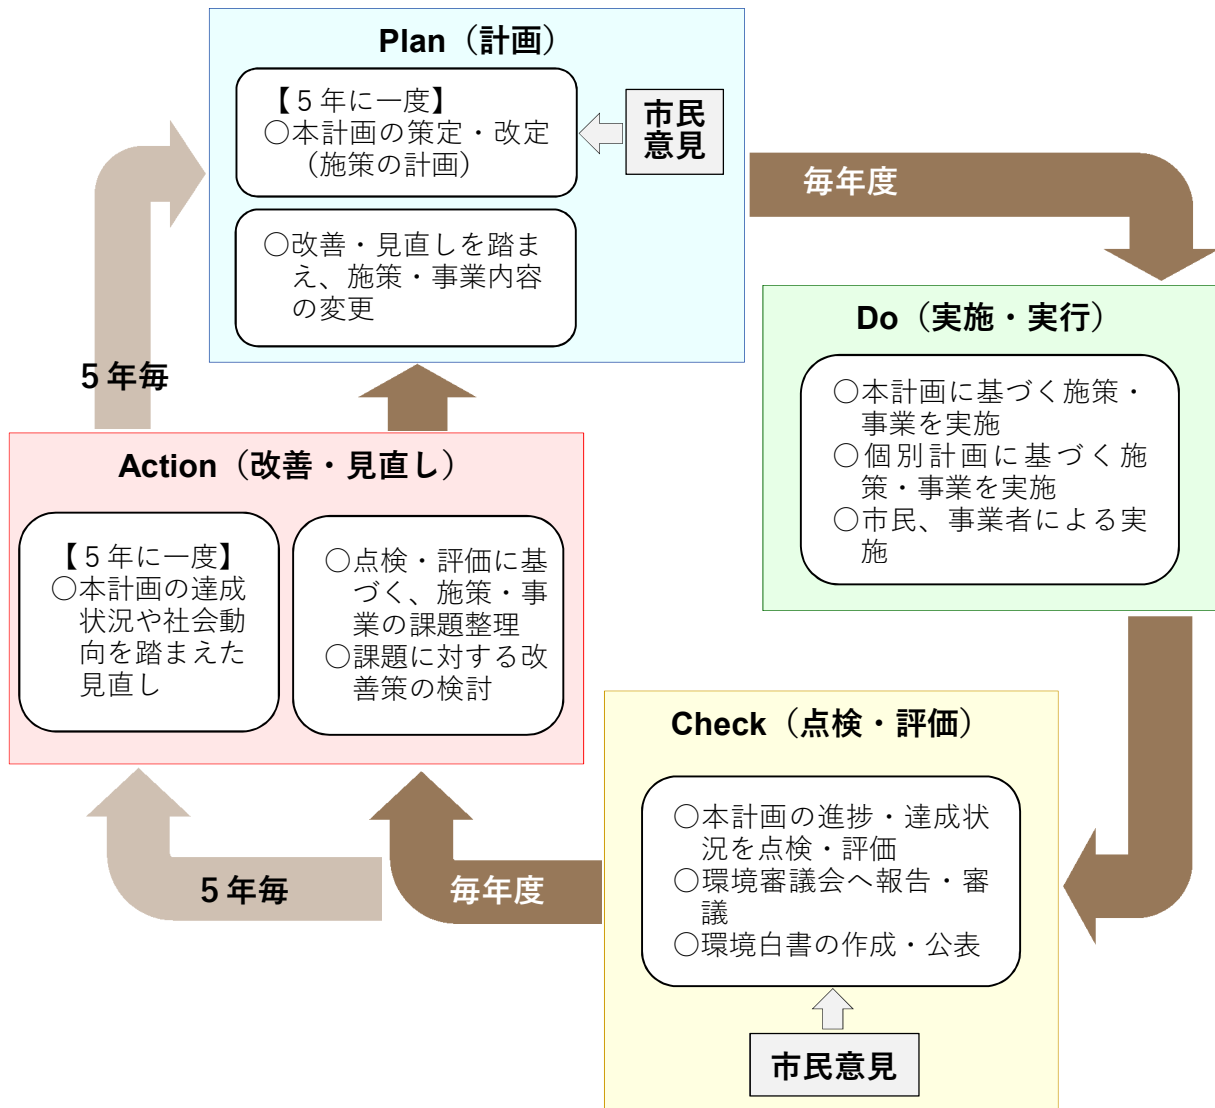 Plan（計画）
【５年に一度】
○本計画の策定・改定
（施策の計画）
市民
意見
○改善・見直しを踏ま
え、施策・事業内容
の変更
毎年度
Do（実施・実行）
○本計画に基づく施策・
事業を実施
○個別計画に基づく施
策・事業を実施
○市民、事業者による実
施
５年毎
Action（改善・見直し）
【５年に一度】
○本計画の達成
状況や社会動
向を踏まえた
見直し
○点検・評価に基
づく、施策・事
業の課題整理
○課題に対する改
善策の検討
Check（点検・評価）
○本計画の進捗・達成状
況を点検・評価
○環境審議会へ報告・審
議
○環境白書の作成・公表
市民意見
５年毎
毎年度